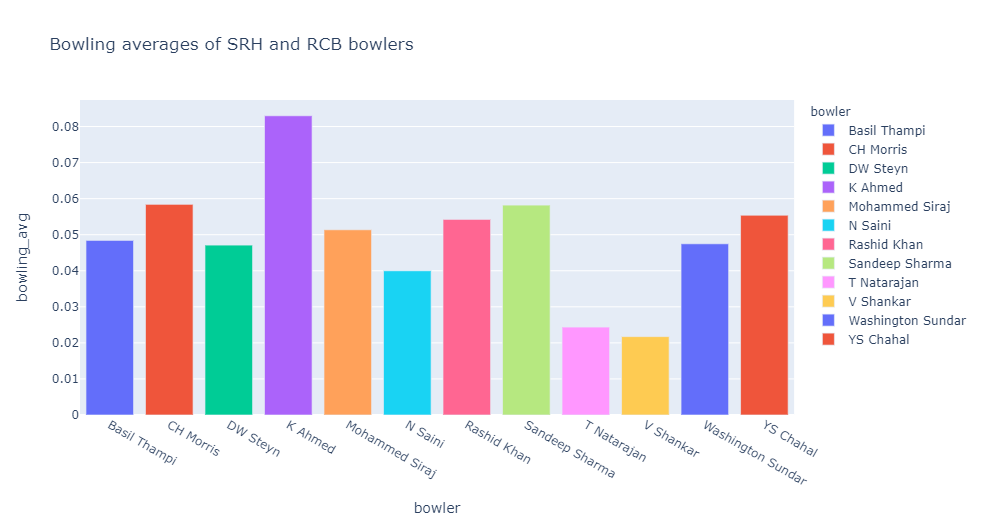 Bowling averages of SRH and RCB bowlers
bowling_avg
0.08
0.07
0.06
0.05
0.04
0.03
0.02
0.01
0
Basil Thampi
CH Morris
DW Steyn
K Ahmed
Mohammed Siraj
N Saini
Rashid Khan
Sandeep Sharma
T Natarajan
V Shankar
Washington Sundar
YS Chahal
bowler
bowler
Basil Thampi
CH Morris
DW Steyn
K Ahmed
Mohammed Siraj
N Saini
Rashid Khan
Sandeep Sharma
T Natarajan
V Shankar
Washington Sundar
YS Chahal